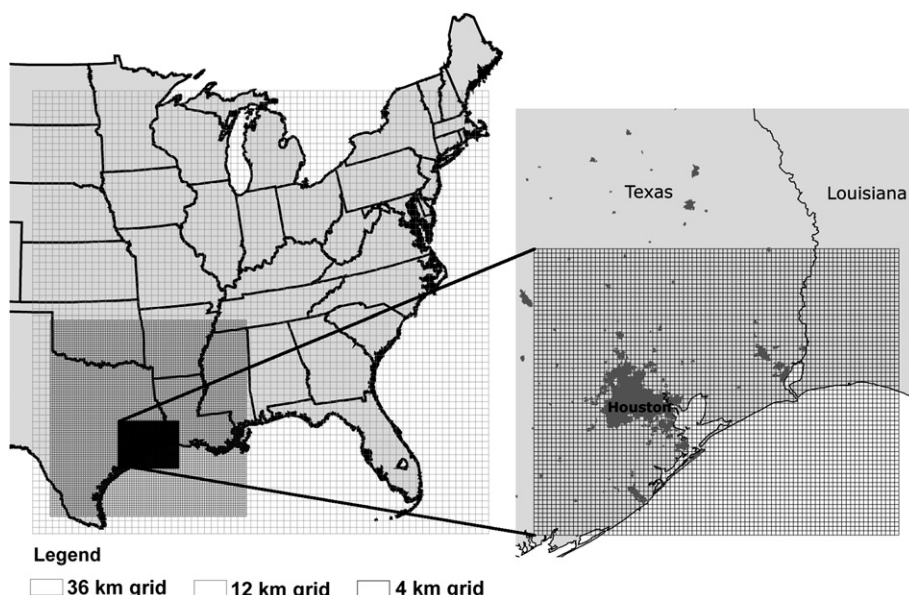 Texas
Louisiana
Houston
Legend
36 km grid
12 km grid
4 km grid